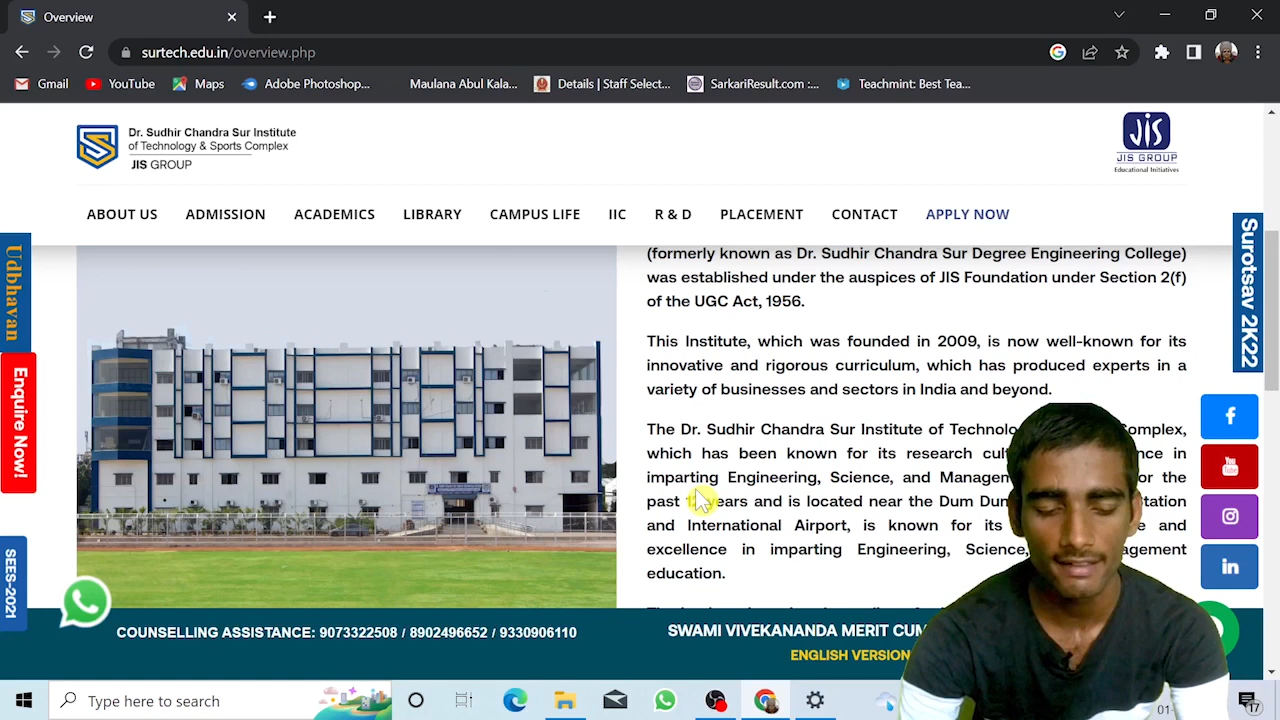 Overview
surtech.edu.in/overview.php
Gmail YouTube Maps Adobe Photoshop... Maulana Abul Kala... Details | Staff Select... SarkariResult.com :... Teachmint: Best Tea...
Dr. Sudhir Chandra Sur Institute
of Technology & Sports Complex
JIS GROUP
JIS
JIS GROUP
Educational Initiatives
ABOUT US ADMISSION ACADEMICS LIBRARY CAMPUS LIFE IIC R & D PLACEMENT CONTACT APPLY NOW
Udbhavan
Enquire Now!
SEES-2021
Surotsav 2K22
(formerly known as Dr. Sudhir Chandra Sur Degree Engineering College)
was established under the auspices of JIS Foundation under Section 2(f)
of the UGC Act, 1956.
This Institute, which was founded in 2009, is now well-known for its
innovative and rigorous curriculum, which has produced experts in a
variety of businesses and sectors in India and beyond.
The Dr. Sudhir Chandra Sur Institute of Complex,
which has been known for its research in
imparting Engineering, Science, and for the
past and is located near the Dum
and International Airport, is known for its and
excellence in imparting Engineering, Science,
education.
COUNSELLING ASSISTANCE: 9073322508 / 8902496652 / 9330906110
SWAMI VIVEKANANDA MERIT
ENGLISH VERSION
Type here to search
17